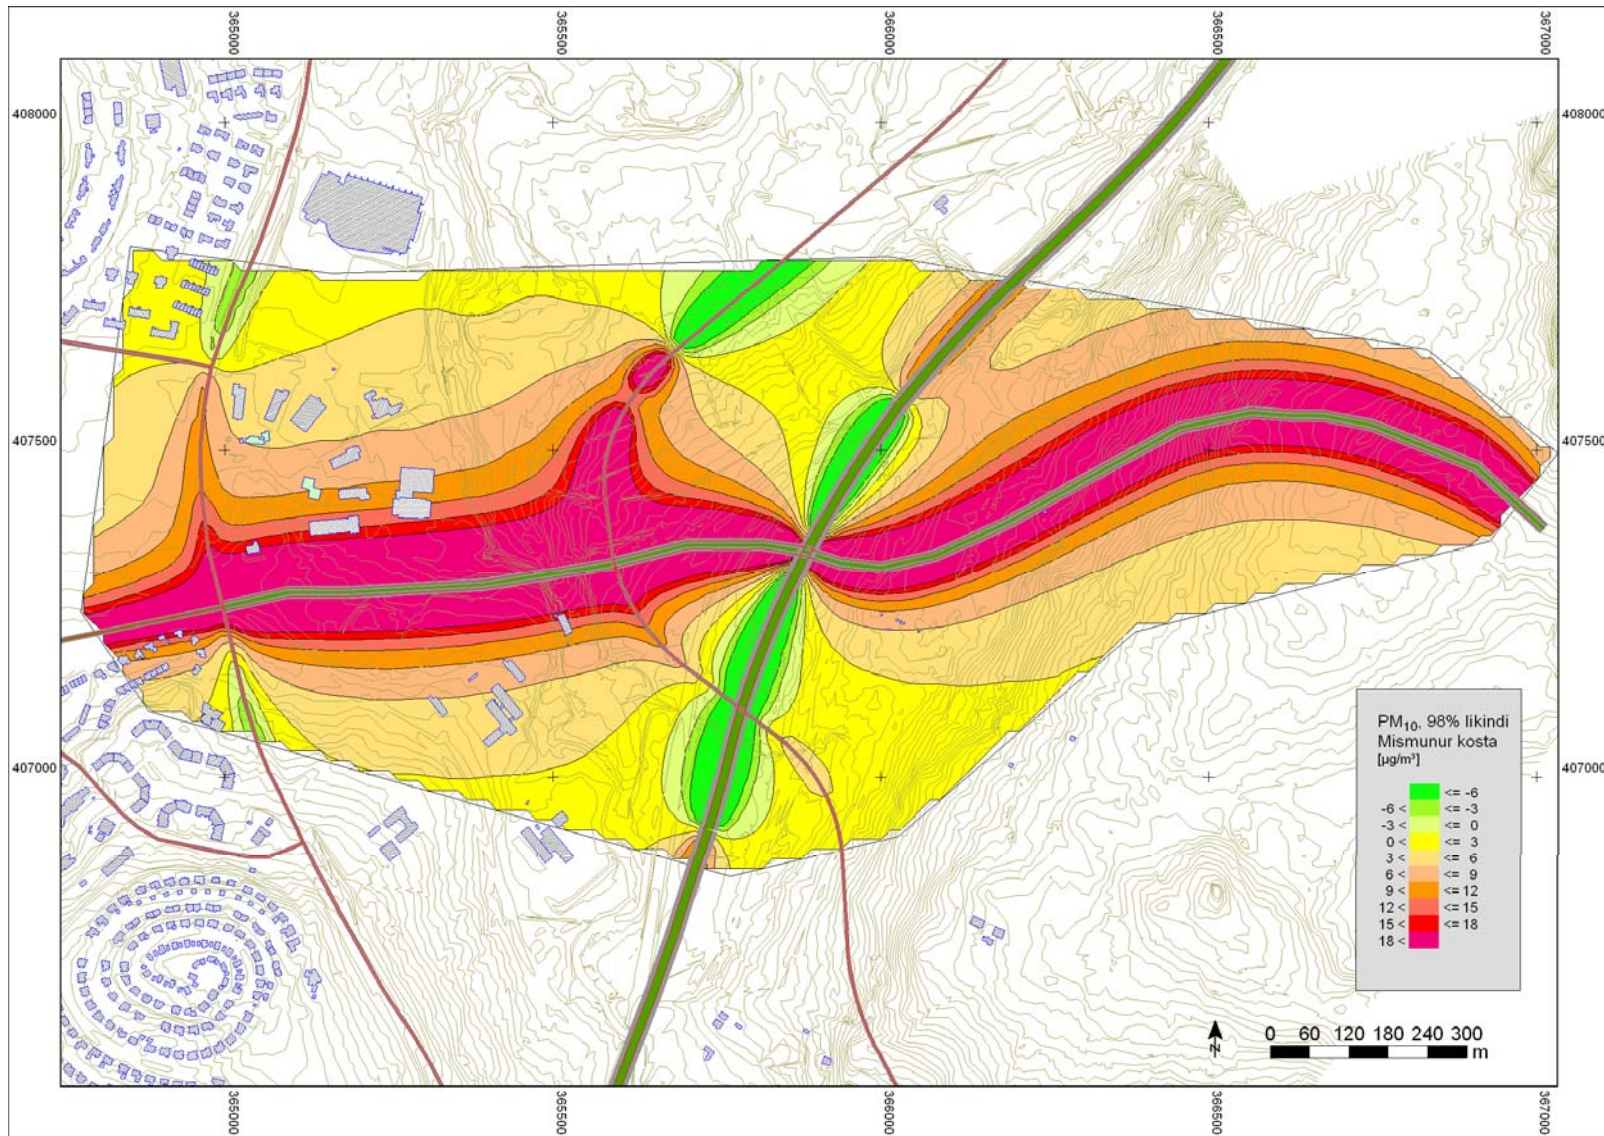 365000 365500 366000 366500 367000
408000 408000
407500 407500
407000 407000
PM₁₀, 98% líkindi
Mismunur kosta
[µg/m³]
<= -6
-6 < <= -3
-3 < <= 0
0 < <= 3
3 < <= 6
6 < <= 9
9 < <= 12
12 < <= 15
15 < <= 18
18 <
N
0 60 120 180 240 300
m
365000 365500 366000 366500 367000